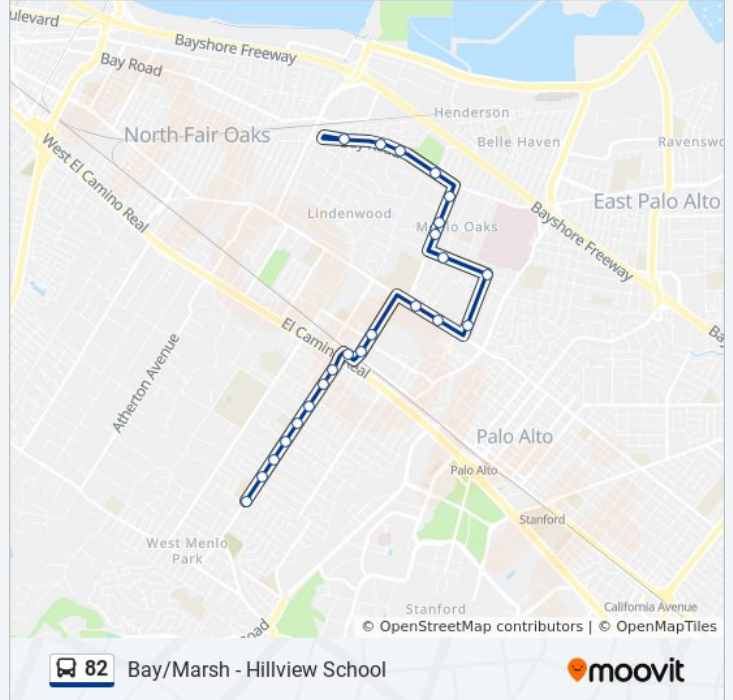 ulevard
Bayshore Freeway
Bay Road
Henderson
North Fair Oaks
Belle Haven
Ravenswo
West El Camino Real
East Palo Alto
Lindenwood
Bayshore Freeway
El Camino Real
Atherton Avenue
Palo Alto
Palo Alto
Stanford
West Menlo
Park
Stanford
California Avenue
oad
© OpenStreetMap contributors | © OpenMapTiles
82 Bay/Marsh - Hillview School
moovit